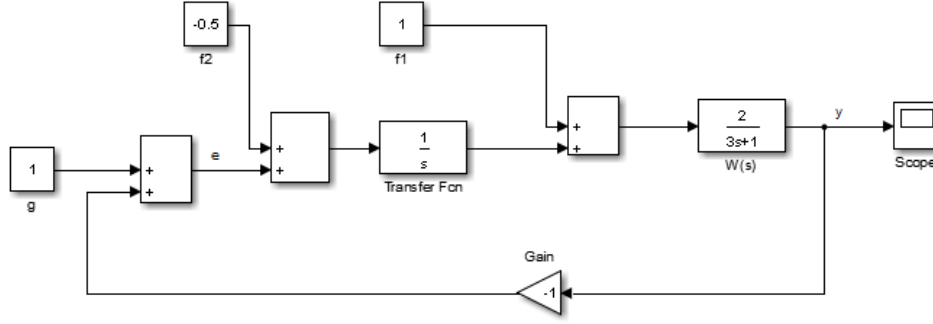 -0.5
f2
1
f1
+
+
+
+
+
+
1
s
Transfer Fcn
2
3s+1
W(s)
y
Scope
1
g
e
Gain
-1